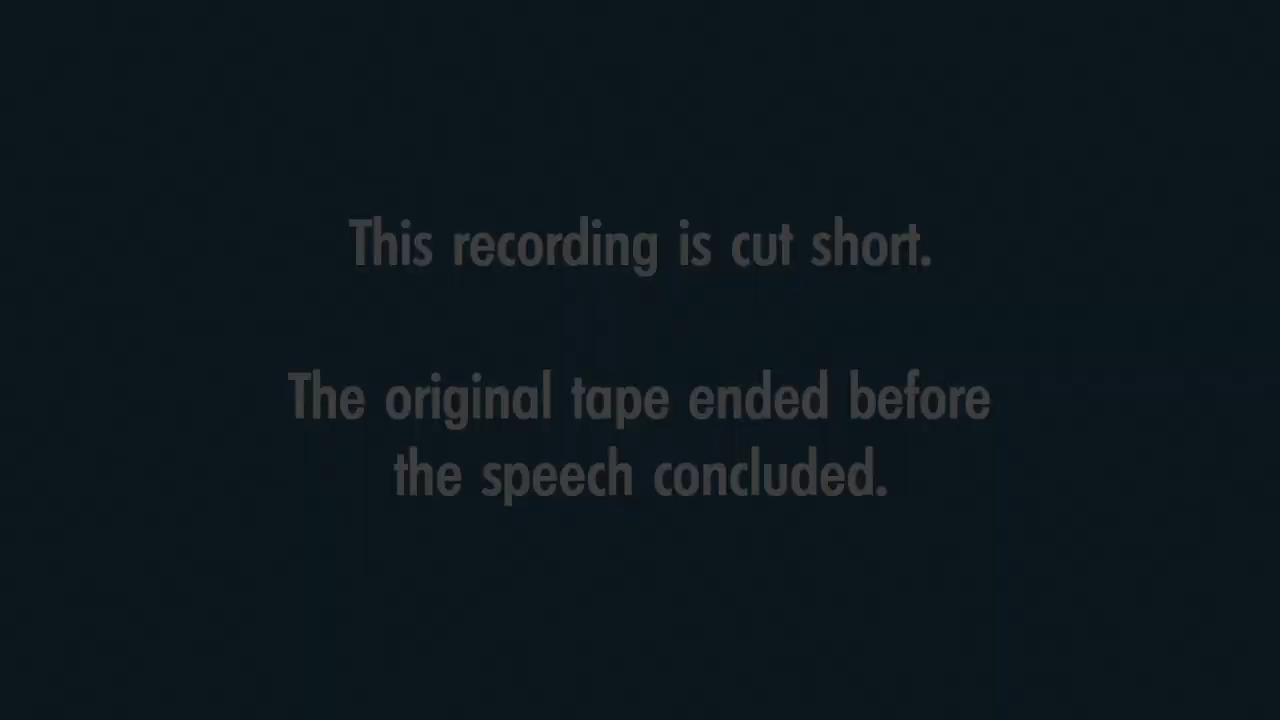 This recording is cut short.
The original tape ended before
the speech concluded.